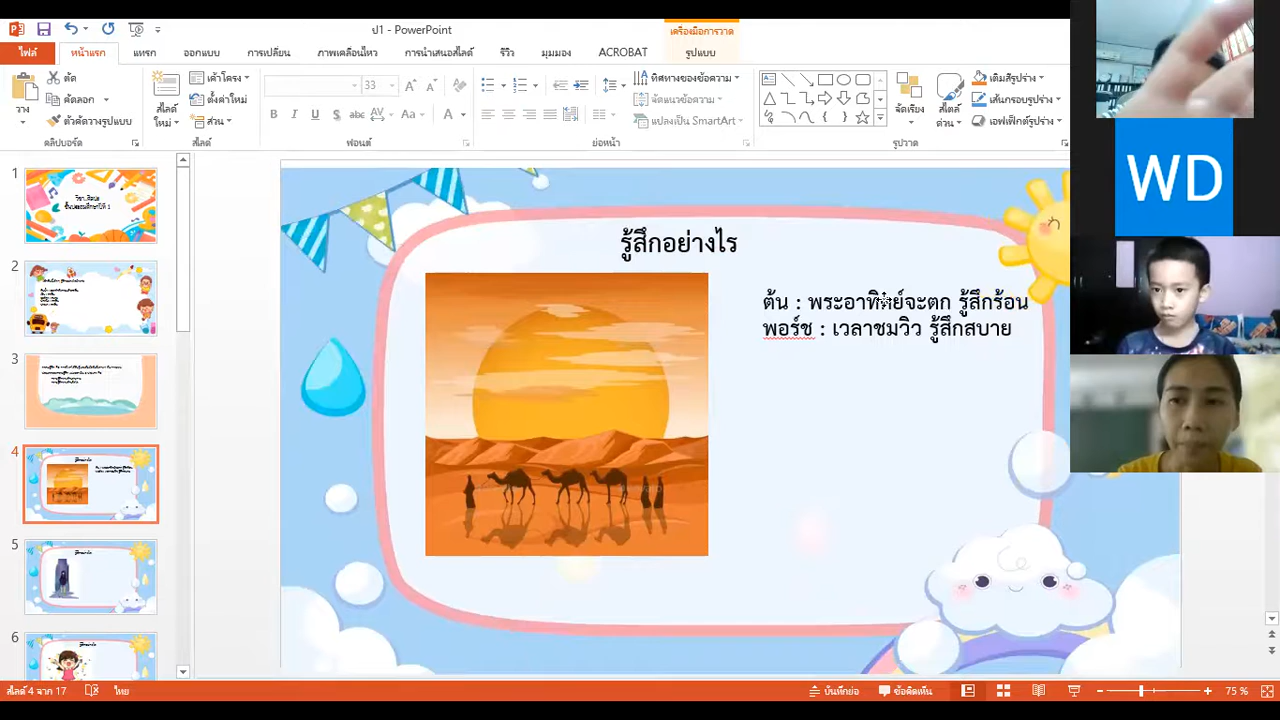 ป1 - PowerPoint
เครื่องมือการวาด
ไฟล์ หน้าแรก แทรก ออกแบบ การเปลี่ยน ภาพเคลื่อนไหว การนำเสนอสไลด์ รีวิว มุมมอง ACROBAT รูปแบบ
วาง
ตัด
คัดลอก
ตัวคัดวางรูปแบบ
คลิปบอร์ด
สไลด์
ใหม่
เค้าโครง
ตั้งค่าใหม่
ส่วน
สไลด์
33
B I U S abc AV Aa A
ฟอนต์
ทิศทางของข้อความ
จัดแนวข้อความ
แปลงเป็น SmartArt
ย่อหน้า
จัดเรียง
สไตล์
ด่วน
เติมสีรูปร่าง
เส้นกรอบรูปร่าง
เอฟเฟ็กต์รูปร่าง
รูปวาด
1
2
3
4
5
6
รู้สึกอย่างไร
ต้น : พระอาทิตย์จะตก รู้สึกร้อน
พอร์ช : เวลาชมวิว รู้สึกสบาย
WD
สไลด์ 4 จาก 17 ไทย บันทึกย่อ ข้อคิดเห็น 75 %